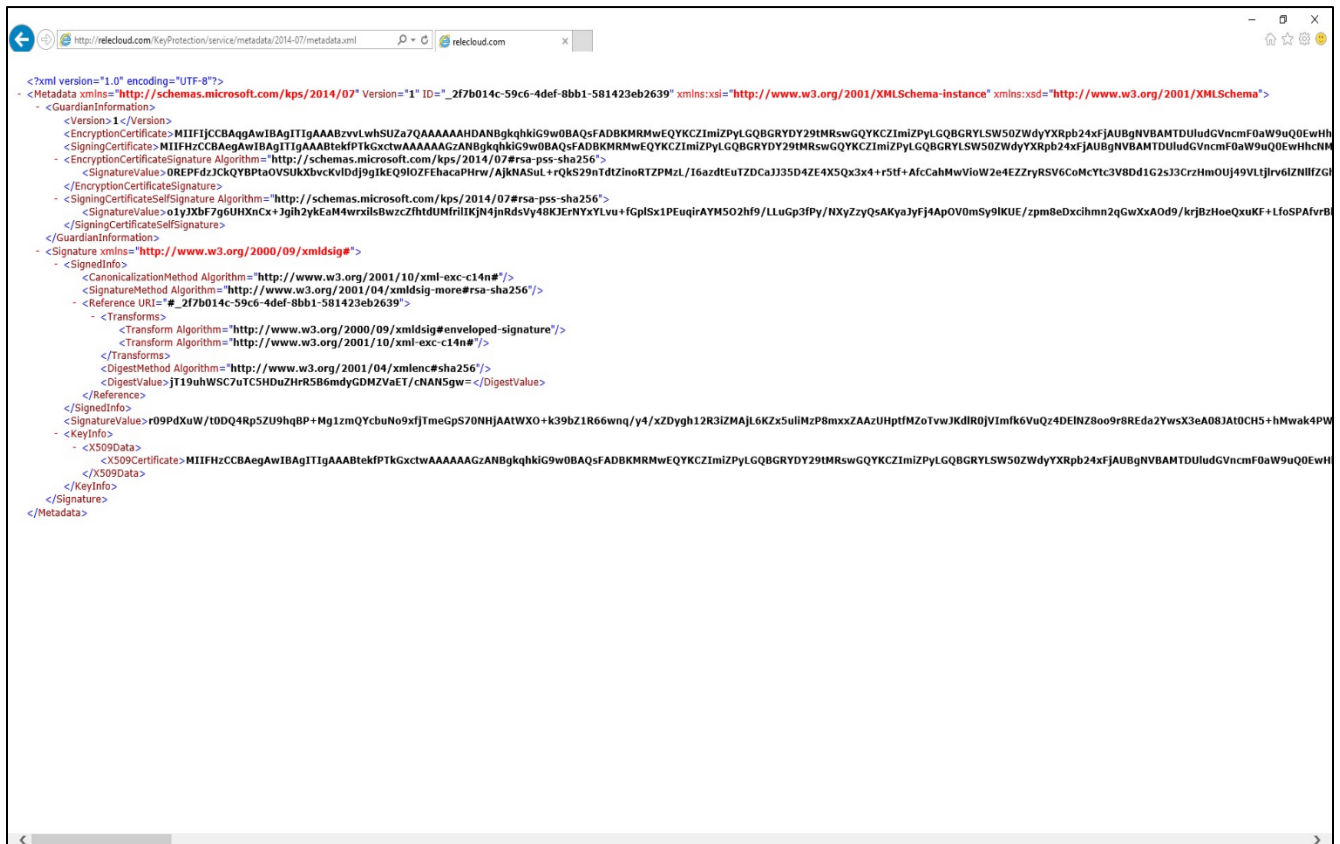 http://relecloud.com/KeyProtection/service/metadata/2014-07/metadata.xml
relecloud.com
<?xml version="1.0" encoding="UTF-8"?>
- <Metadata xmlns="http://schemas.microsoft.com/kps/2014/07" Version="1" ID="_2f7b014c-59c6-4def-8bb1-581423eb2639" xmlns:xsi="http://www.w3.org/2001/XMLSchema-instance" xmlns:xsd="http://www.w3.org/2001/XMLSchema">
- <GuardianInformation>
<Version>1</Version>
<EncryptionCertificate>MIIFIjCCBAqgAwIBAgITIgAAABzvvLwhSUZa7QAAAAAAHDANBgkqhkiG9w0BAQsFADBKMRMwEQYKCZImiZPyLGQBGRYDY29tMRswGQYKCZImiZPyLGQBGRYLSW50ZWdyYXRpb24xFjAUBgNVBAMTDUludGVncmF0aW9uQ0EwHh
<SigningCertificate>MIIFHzCCBAegAwIBAgITIgAAABtekfPTkGxctwAAAAAAGzANBgkqhkiG9w0BAQsFADBKMRMwEQYKCZImiZPyLGQBGRYDY29tMRswGQYKCZImiZPyLGQBGRYLSW50ZWdyYXRpb24xFjAUBgNVBAMTDUludGVncmF0aW9uQ0EwHhcNM
- <EncryptionCertificateSignature Algorithm="http://schemas.microsoft.com/kps/2014/07#rsa-pss-sha256">
<SignatureValue>0REPFdzJCkQYBPtaOVSUkXbvcKvlDdj9gIkEQ9lOZFEhacaPHrw/AjkNASuL+rQkS29nTdtZinoRTZPMzL/I6azdtEuTZDCaJJ35D4ZE4X5Qx3x4+r5tf+AfcCahMwVioW2e4EZZryRSV6CoMcYtc3V8Dd1G2sJ3CrzHmOUj49VLtjlrv6lZNllfZGl
</EncryptionCertificateSignature>
- <SigningCertificateSelfSignature Algorithm="http://schemas.microsoft.com/kps/2014/07#rsa-pss-sha256">
<SignatureValue>o1yJXbF7g6UHXnCx+Jgih2ykEaM4wrxilsBwzcZfhtdUMfrilIKjN4jnRdsVy48KJErNYxYLvu+fGplSx1PEuqirAYM5O2hf9/LLuGp3fPy/NXyZzyQsAKyaJyFj4ApOV0mSy9lKUE/zpm8eDxcihmn2qGwXxAOd9/krjBzHoeQxuKF+LfoSPAfvrBl
</SigningCertificateSelfSignature>
</GuardianInformation>
- <Signature xmlns="http://www.w3.org/2000/09/xmldsig#">
- <SignedInfo>
<CanonicalizationMethod Algorithm="http://www.w3.org/2001/10/xml-exc-c14n#"/>
<SignatureMethod Algorithm="http://www.w3.org/2001/04/xmldsig-more#rsa-sha256"/>
- <Reference URI="#_2f7b014c-59c6-4def-8bb1-581423eb2639">
- <Transforms>
<Transform Algorithm="http://www.w3.org/2000/09/xmldsig#enveloped-signature"/>
<Transform Algorithm="http://www.w3.org/2001/10/xml-exc-c14n#"/>
</Transforms>
<DigestMethod Algorithm="http://www.w3.org/2001/04/xmlenc#sha256"/>
<DigestValue>jT19uhWSC7uTC5HDuZHrR5B6mdyGDMZVaET/cNAN5gw=</DigestValue>
</Reference>
</SignedInfo>
<SignatureValue>r09PdXuW/t0DQ4Rp5ZU9hqBP+Mg1zmQYcbuNo9xfjTmeGpS70NHjAAtWXO+k39bZ1R66wnq/y4/xZDygh12R3iZMAjL6KZx5uliMzP8mxxZAAzUHptfMZoTvwJKdlR0jVImfk6VuQz4DElNZ8oo9r8REda2YwsX3eA08JAt0CH5+hMwak4PW
- <KeyInfo>
- <X509Data>
<X509Certificate>MIIFHzCCBAegAwIBAgITIgAAABtekfPTkGxctwAAAAAAGzANBgkqhkiG9w0BAQsFADBKMRMwEQYKCZImiZPyLGQBGRYDY29tMRswGQYKCZImiZPyLGQBGRYLSW50ZWdyYXRpb24xFjAUBgNVBAMTDUludGVncmF0aW9uQ0EwH
</X509Data>
</KeyInfo>
</Signature>
</Metadata>